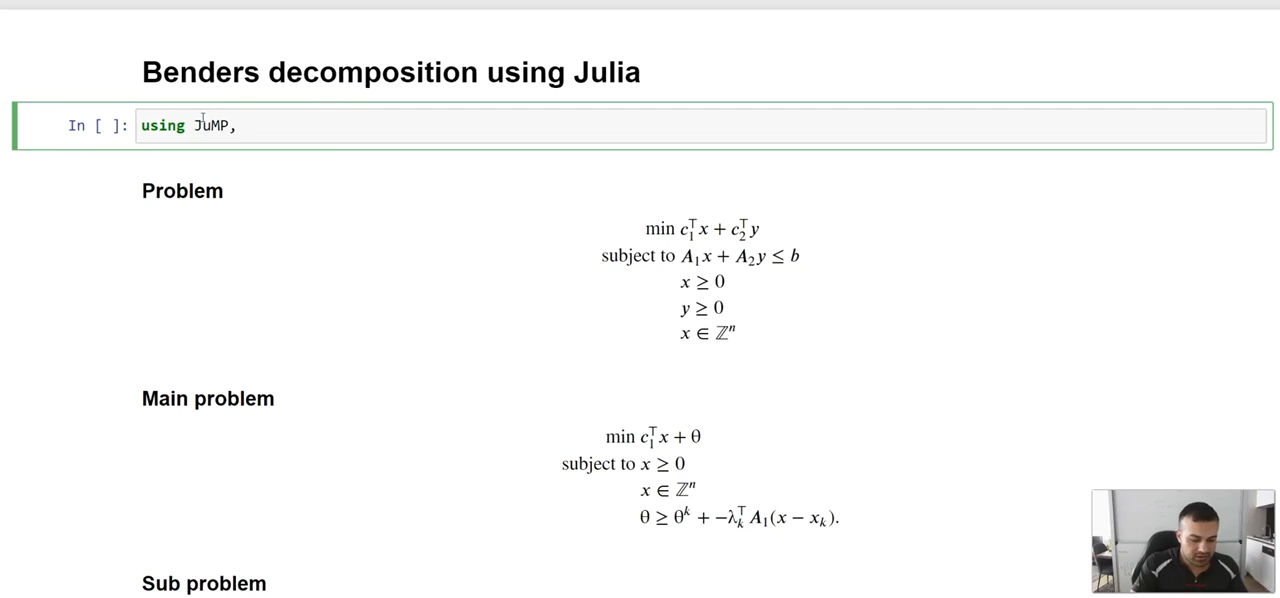 Benders decomposition using Julia
In [ ]: using JuMP,
Problem
min c₁ᵀx + c₂ᵀy
subject to A₁x + A₂y ≤ b
x ≥ 0
y ≥ 0
x ∈ ℤⁿ
Main problem
min c₁ᵀx + θ
subject to x ≥ 0
x ∈ ℤⁿ
θ ≥ θᵏ + −λₖᵀA₁(x − xₖ).
Sub problem